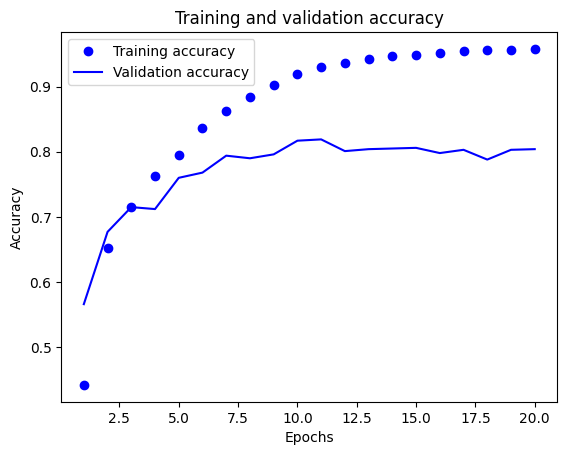 Training and validation accuracy
Training accuracy
Validation accuracy
0.9
0.8
0.7
0.6
0.5
Accuracy
2.5 5.0 7.5 10.0 12.5 15.0 17.5 20.0
Epochs